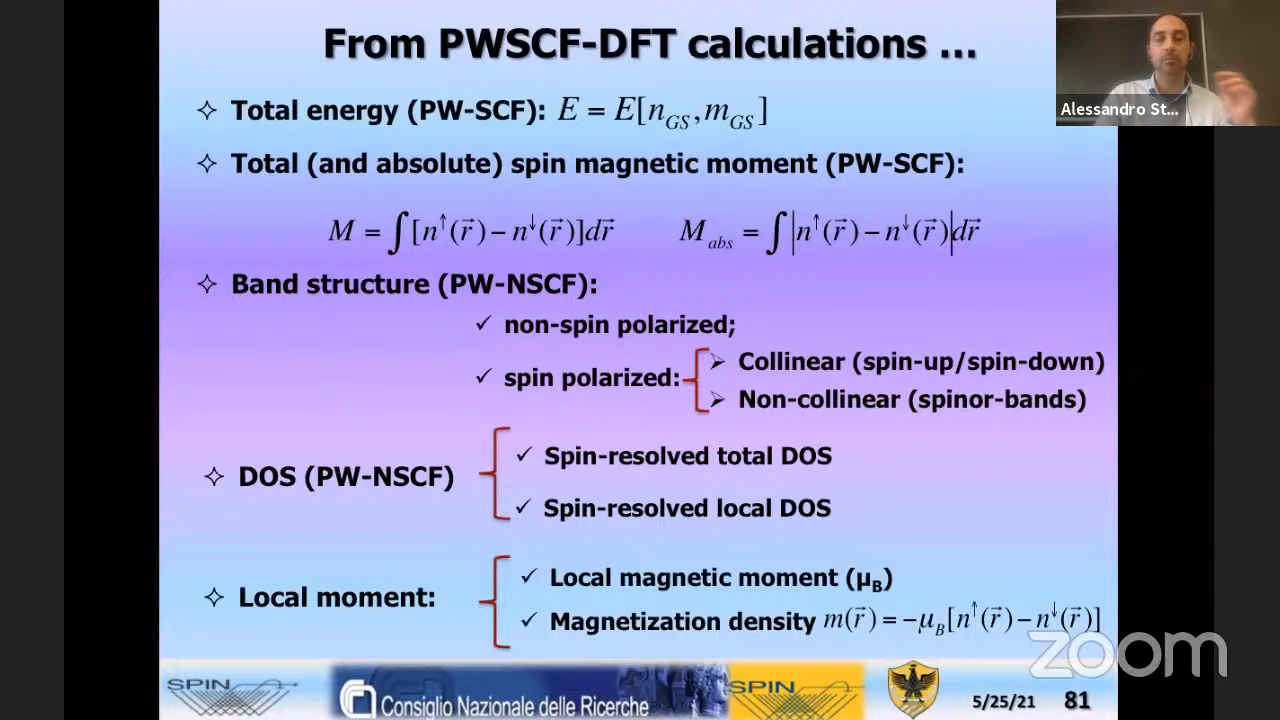 From PWSCF-DFT calculations …
Alessandro St...
✧ Total energy (PW-SCF): E = E[n_GS, m_GS]
✧ Total (and absolute) spin magnetic moment (PW-SCF):
M = ∫[n↑(r⃗) − n↓(r⃗)]dr⃗ M_abs = ∫|n↑(r⃗) − n↓(r⃗)|dr⃗
✧ Band structure (PW-NSCF):
✓ non-spin polarized;
➢ Collinear (spin-up/spin-down)
✓ spin polarized:
➢ Non-collinear (spinor-bands)
✓ Spin-resolved total DOS
✧ DOS (PW-NSCF)
✓ Spin-resolved local DOS
✓ Local magnetic moment (μ_B)
✧ Local moment:
✓ Magnetization density m(r⃗) = −μ_B[n↑(r⃗) − n↓(r⃗)]
zoom
SPIN
Consiglio Nazionale delle Ricerche
SPIN
5/25/21 81